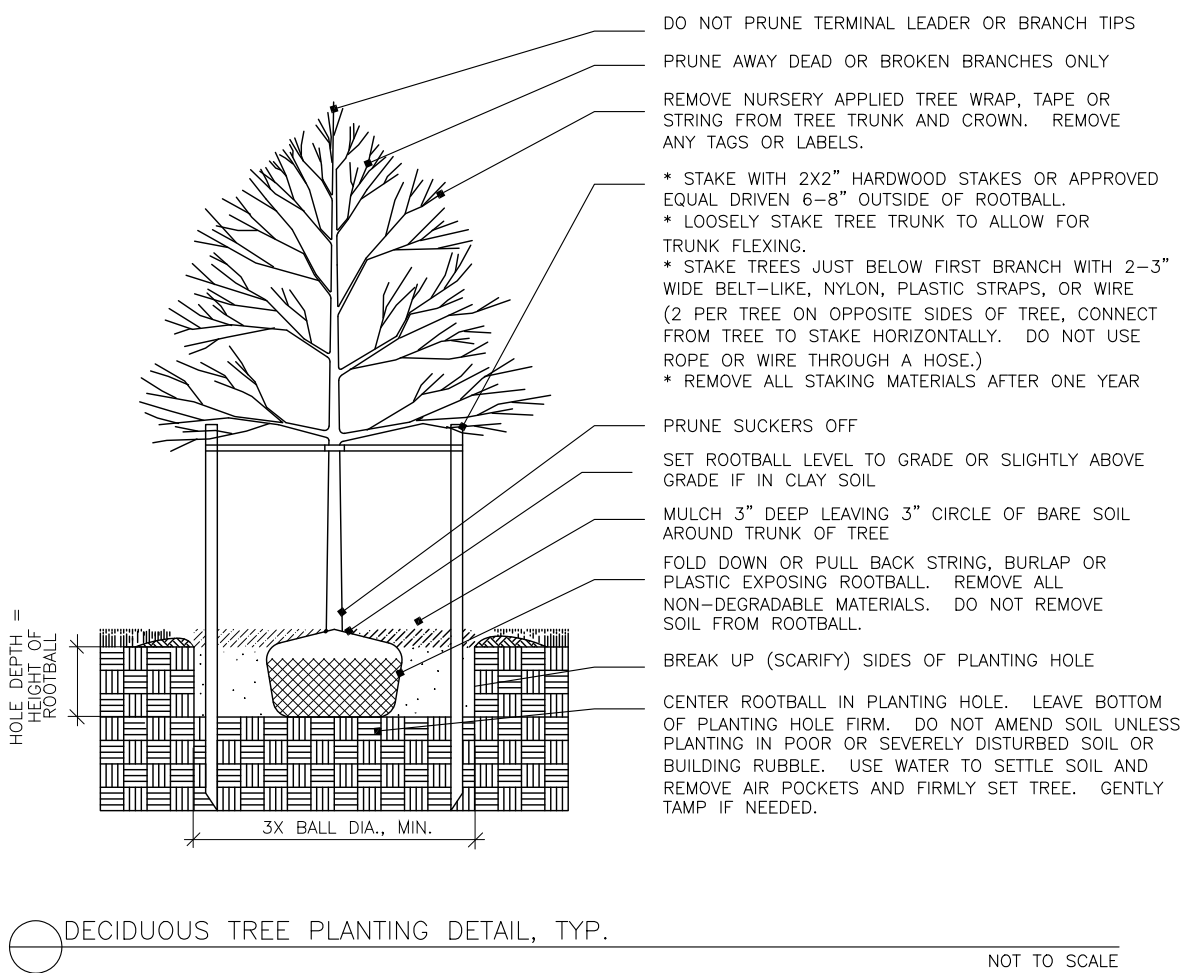 DO NOT PRUNE TERMINAL LEADER OR BRANCH TIPS
PRUNE AWAY DEAD OR BROKEN BRANCHES ONLY
REMOVE NURSERY APPLIED TREE WRAP, TAPE OR
STRING FROM TREE TRUNK AND CROWN. REMOVE
ANY TAGS OR LABELS.
* STAKE WITH 2X2" HARDWOOD STAKES OR APPROVED
EQUAL DRIVEN 6-8" OUTSIDE OF ROOTBALL.
* LOOSELY STAKE TREE TRUNK TO ALLOW FOR
TRUNK FLEXING.
* STAKE TREES JUST BELOW FIRST BRANCH WITH 2-3"
WIDE BELT-LIKE, NYLON, PLASTIC STRAPS, OR WIRE
(2 PER TREE ON OPPOSITE SIDES OF TREE, CONNECT
FROM TREE TO STAKE HORIZONTALLY. DO NOT USE
ROPE OR WIRE THROUGH A HOSE.)
* REMOVE ALL STAKING MATERIALS AFTER ONE YEAR
PRUNE SUCKERS OFF
SET ROOTBALL LEVEL TO GRADE OR SLIGHTLY ABOVE
GRADE IF IN CLAY SOIL
MULCH 3" DEEP LEAVING 3" CIRCLE OF BARE SOIL
AROUND TRUNK OF TREE
FOLD DOWN OR PULL BACK STRING, BURLAP OR
PLASTIC EXPOSING ROOTBALL. REMOVE ALL
NON-DEGRADABLE MATERIALS. DO NOT REMOVE
SOIL FROM ROOTBALL.
BREAK UP (SCARIFY) SIDES OF PLANTING HOLE
CENTER ROOTBALL IN PLANTING HOLE. LEAVE BOTTOM
OF PLANTING HOLE FIRM. DO NOT AMEND SOIL UNLESS
PLANTING IN POOR OR SEVERELY DISTURBED SOIL OR
BUILDING RUBBLE. USE WATER TO SETTLE SOIL AND
REMOVE AIR POCKETS AND FIRMLY SET TREE. GENTLY
TAMP IF NEEDED.
HOLE DEPTH =
HEIGHT OF
ROOTBALL
3X BALL DIA., MIN.
DECIDUOUS TREE PLANTING DETAIL, TYP.
NOT TO SCALE